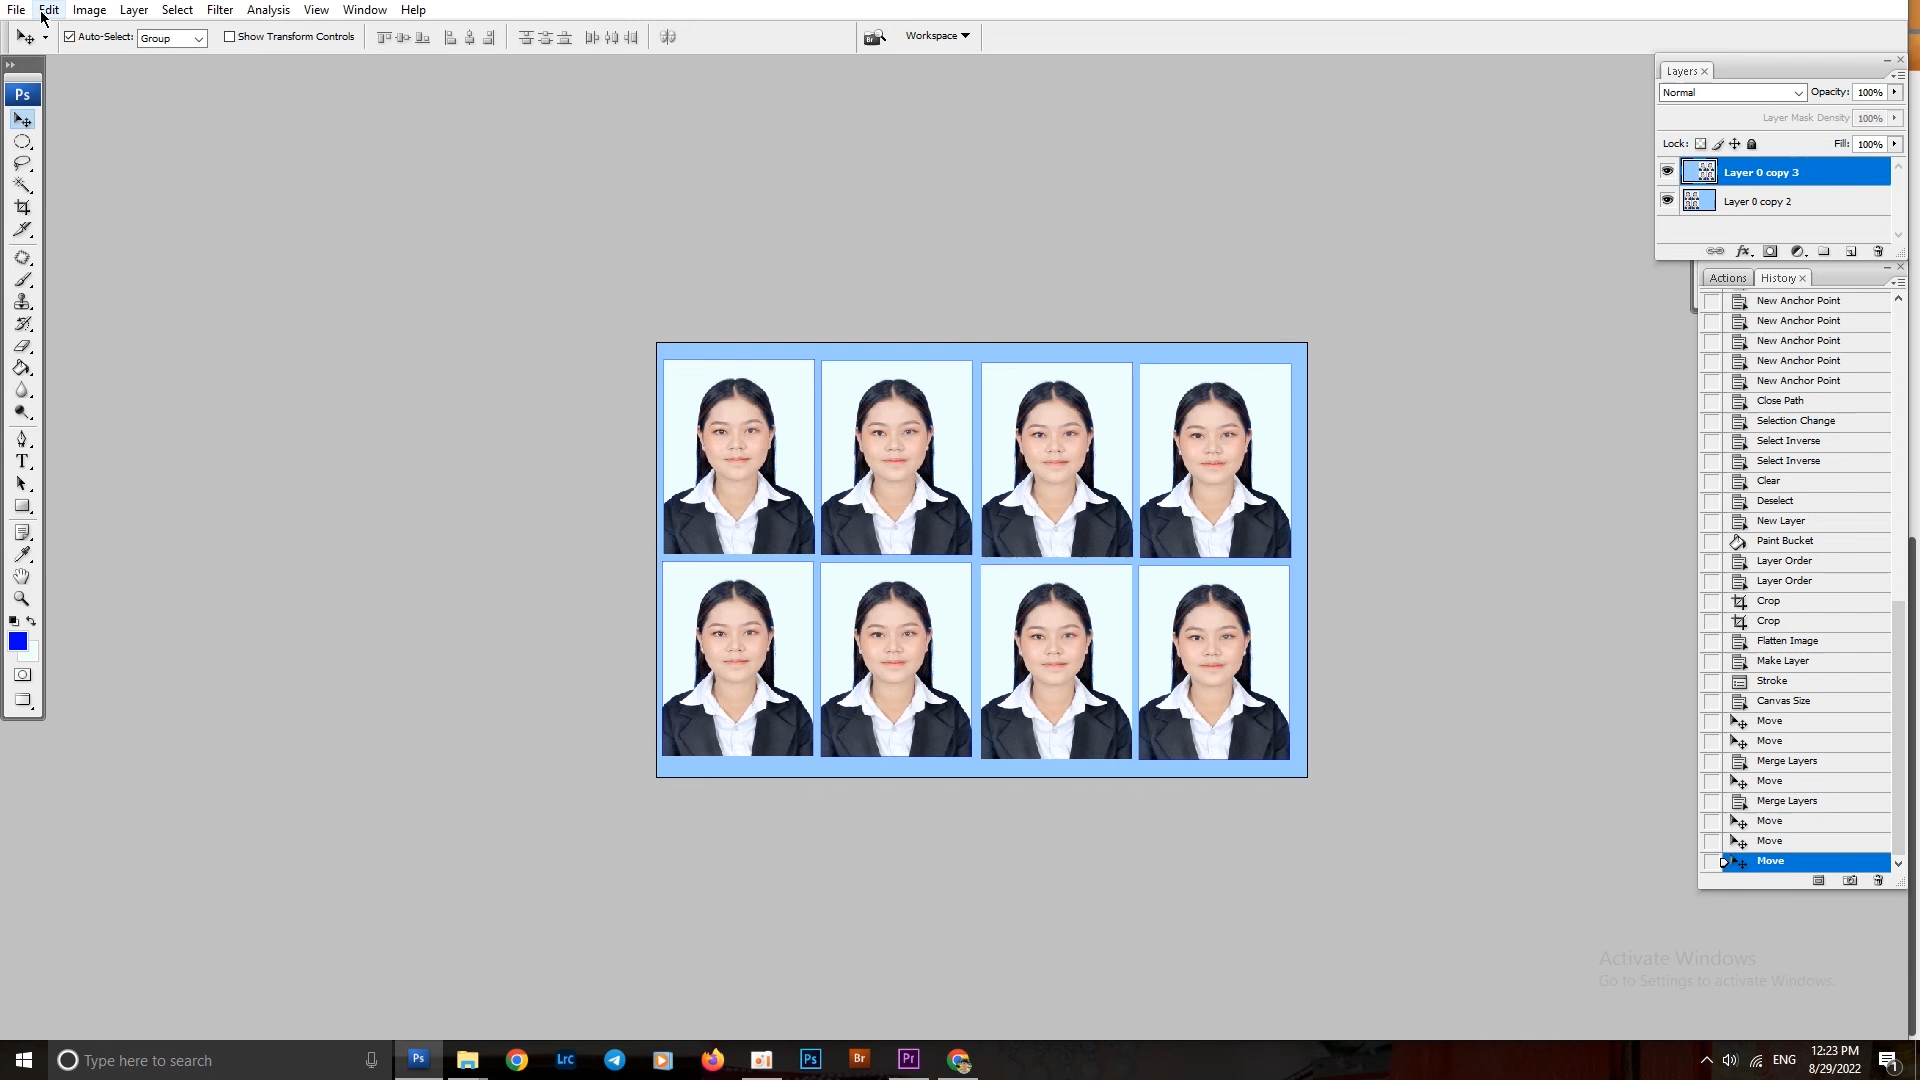 File Edit Image Layer Select Filter Analysis View Window Help
Auto-Select: Group Show Transform Controls Br Workspace
Ps
Layers
Normal Opacity: 100%
Layer Mask Density 100%
Lock: Fill: 100%
Layer 0 copy 3
Layer 0 copy 2
fx
Actions History
New Anchor Point
New Anchor Point
New Anchor Point
New Anchor Point
New Anchor Point
Close Path
Selection Change
Select Inverse
Select Inverse
Clear
Deselect
New Layer
Paint Bucket
Layer Order
Layer Order
Crop
Crop
Flatten Image
Make Layer
Stroke
Canvas Size
Move
Move
Merge Layers
Move
Merge Layers
Move
Move
Move
T
Activate Windows
Go to Settings to activate Windows.
Type here to search Ps Lrc Ps Br Pr ENG 12:23 PM
8/29/2022 1